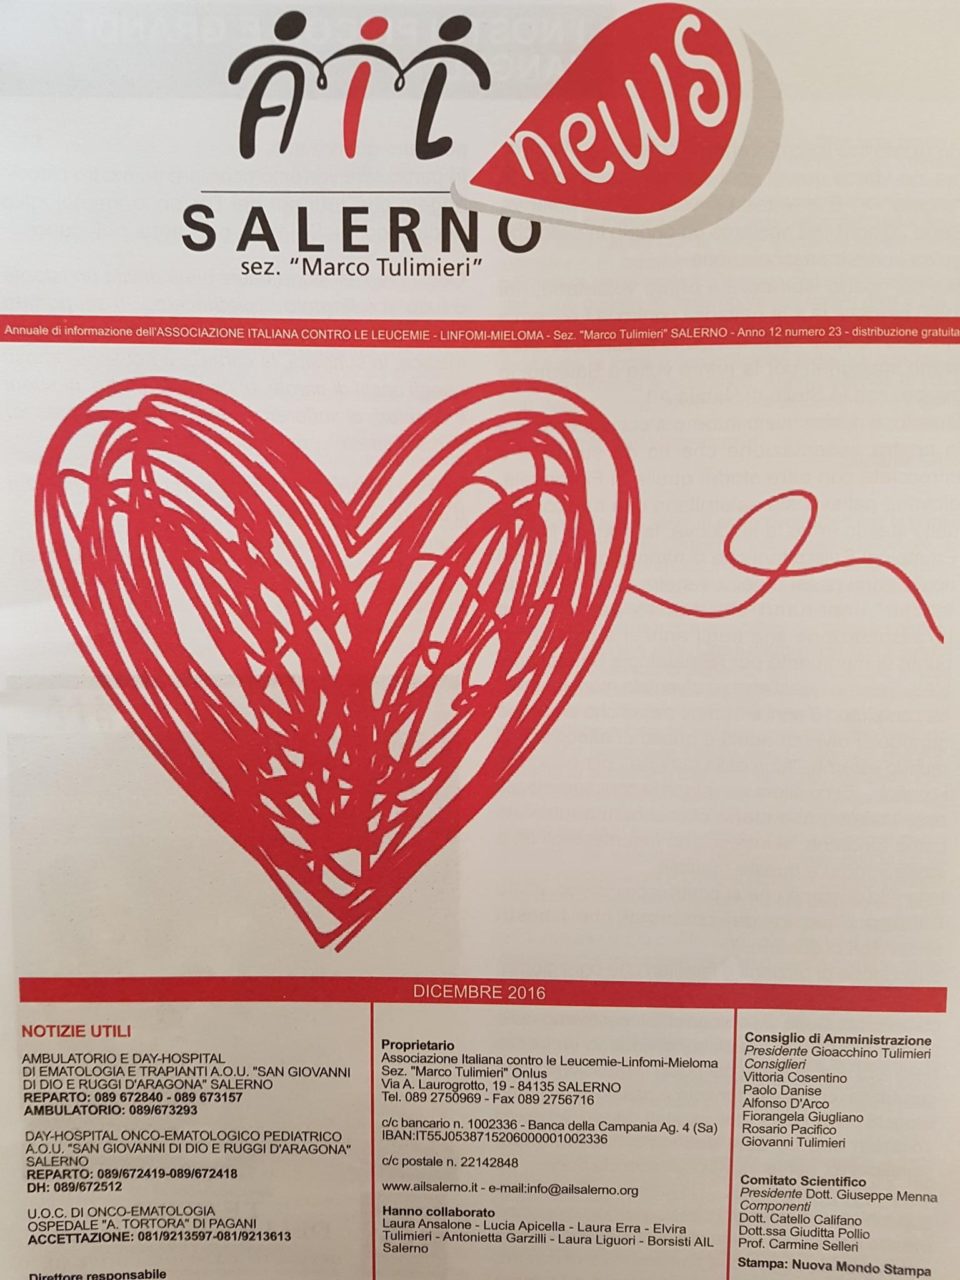 AIL
news
SALERNO
sez. "Marco Tulimieri"
Annuale di informazione dell'ASSOCIAZIONE ITALIANA CONTRO LE LEUCEMIE - LINFOMI-MIELOMA - Sez. "Marco Tulimieri" SALERNO - Anno 12 numero 23 - distribuzione gratuita
DICEMBRE 2016
NOTIZIE UTILI
AMBULATORIO E DAY-HOSPITAL
DI EMATOLOGIA E TRAPIANTI A.O.U. "SAN GIOVANNI
DI DIO E RUGGI D'ARAGONA" SALERNO
REPARTO: 089 672840 - 089 673157
AMBULATORIO: 089/673293
DAY-HOSPITAL ONCO-EMATOLOGICO PEDIATRICO
A.O.U. "SAN GIOVANNI DI DIO E RUGGI D'ARAGONA"
SALERNO
REPARTO: 089/672419-089/672418
DH: 089/672512
U.O.C. DI ONCO-EMATOLOGIA
OSPEDALE "A. TORTORA" DI PAGANI
ACCETTAZIONE: 081/9213597-081/9213613
Direttore responsabile
Proprietario
Associazione Italiana contro le Leucemie-Linfomi-Mieloma
Sez. "Marco Tulimieri" Onlus
Via A. Laurogrotto, 19 - 84135 SALERNO
Tel. 089 2750969 - Fax 089 2756716
c/c bancario n. 1002336 - Banca della Campania Ag. 4 (Sa)
IBAN:IT55J0538715206000001002336
c/c postale n. 22142848
www.ailsalerno.it - e-mail:info@ailsalerno.org
Hanno collaborato
Laura Ansalone - Lucia Apicella - Laura Erra - Elvira
Tulimieri - Antonietta Garzilli - Laura Liguori - Borsisti AIL
Salerno
Consiglio di Amministrazione
Presidente Gioacchino Tulimieri
Consiglieri
Vittoria Cosentino
Paolo Danise
Alfonso D'Arco
Fiorangela Giugliano
Rosario Pacifico
Giovanni Tulimieri
Comitato Scientifico
Presidente Dott. Giuseppe Menna
Componenti
Dott. Catello Califano
Dott.ssa Giuditta Pollio
Prof. Carmine Selleri
Stampa: Nuova Mondo Stampa